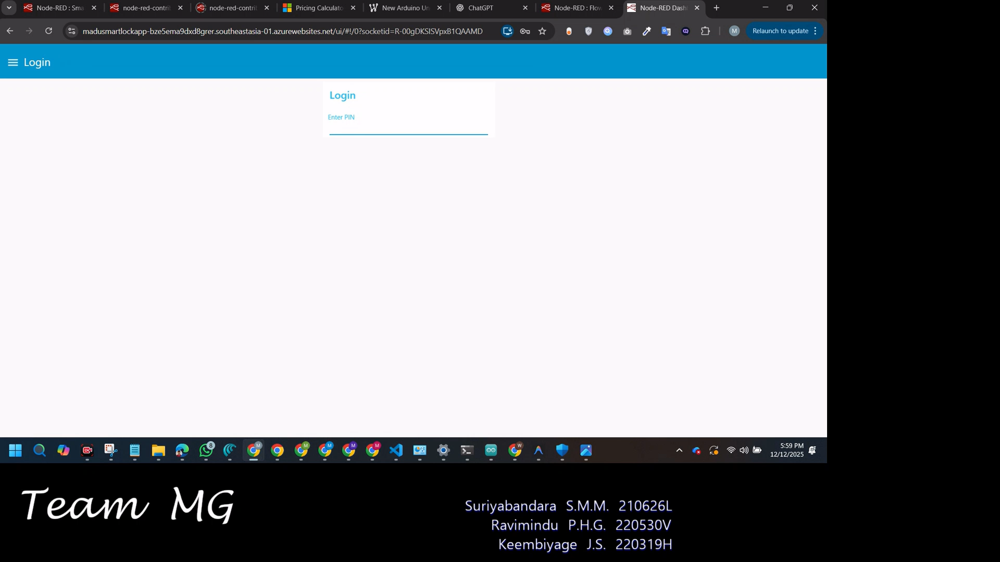 Node-RED : Sma
node-red-contrib
node-red-contrib
Pricing Calculato
New Arduino Un
ChatGPT
Node-RED : Flow
Node-RED Dash
madusmartlockapp-bze5ema9dxd8grer.southeastasia-01.azurewebsites.net/ui/#!/0?socketid=R-00gDKSISVpxB1QAAMD
M
Relaunch to update
Login
Login
Enter PIN
8
M
M
M
M
M
W
5:59 PM
12/12/2025
Team MG
Suriyabandara S.M.M. 210626L
Ravimindu P.H.G. 220530V
Keembiyage J.S. 220319H